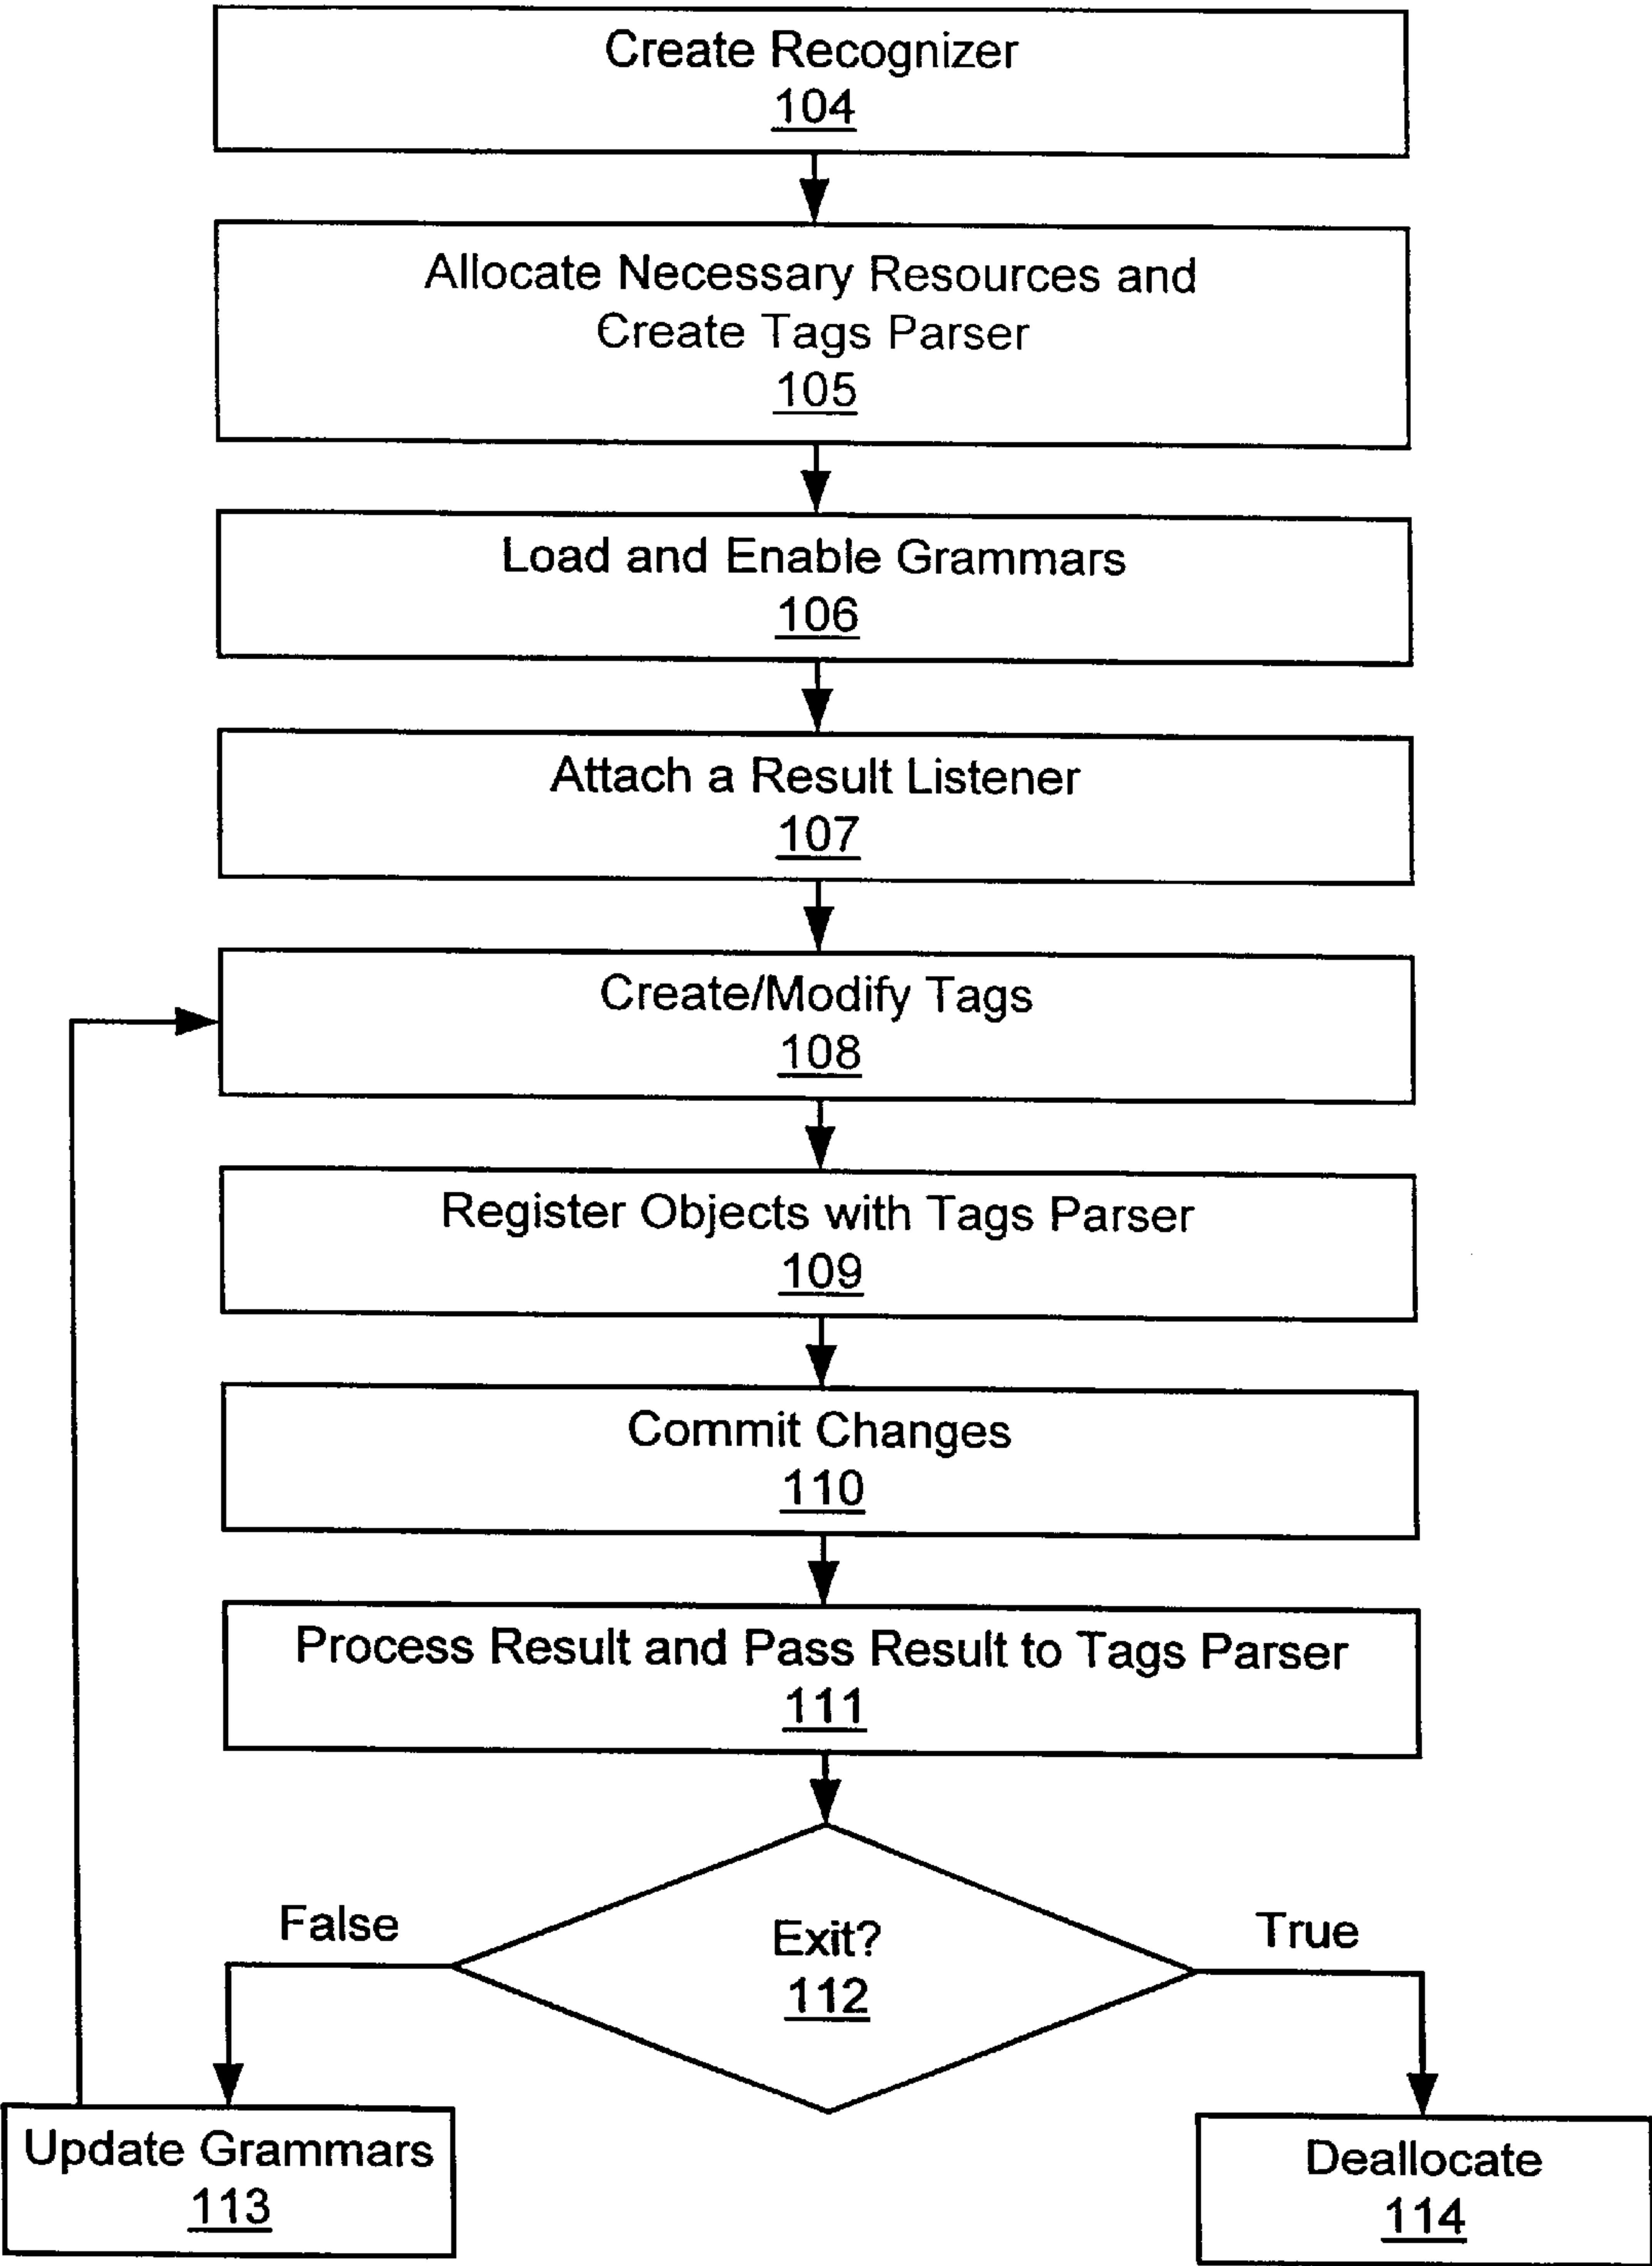 Create Recognizer
104
Allocate Necessary Resources and
Create Tags Parser
105
Load and Enable Grammars
106
Attach a Result Listener
107
Create/Modify Tags
108
Register Objects with Tags Parser
109
Commit Changes
110
Process Result and Pass Result to Tags Parser
111
False
Exit?
True
112
Update Grammars
113
Deallocate
114